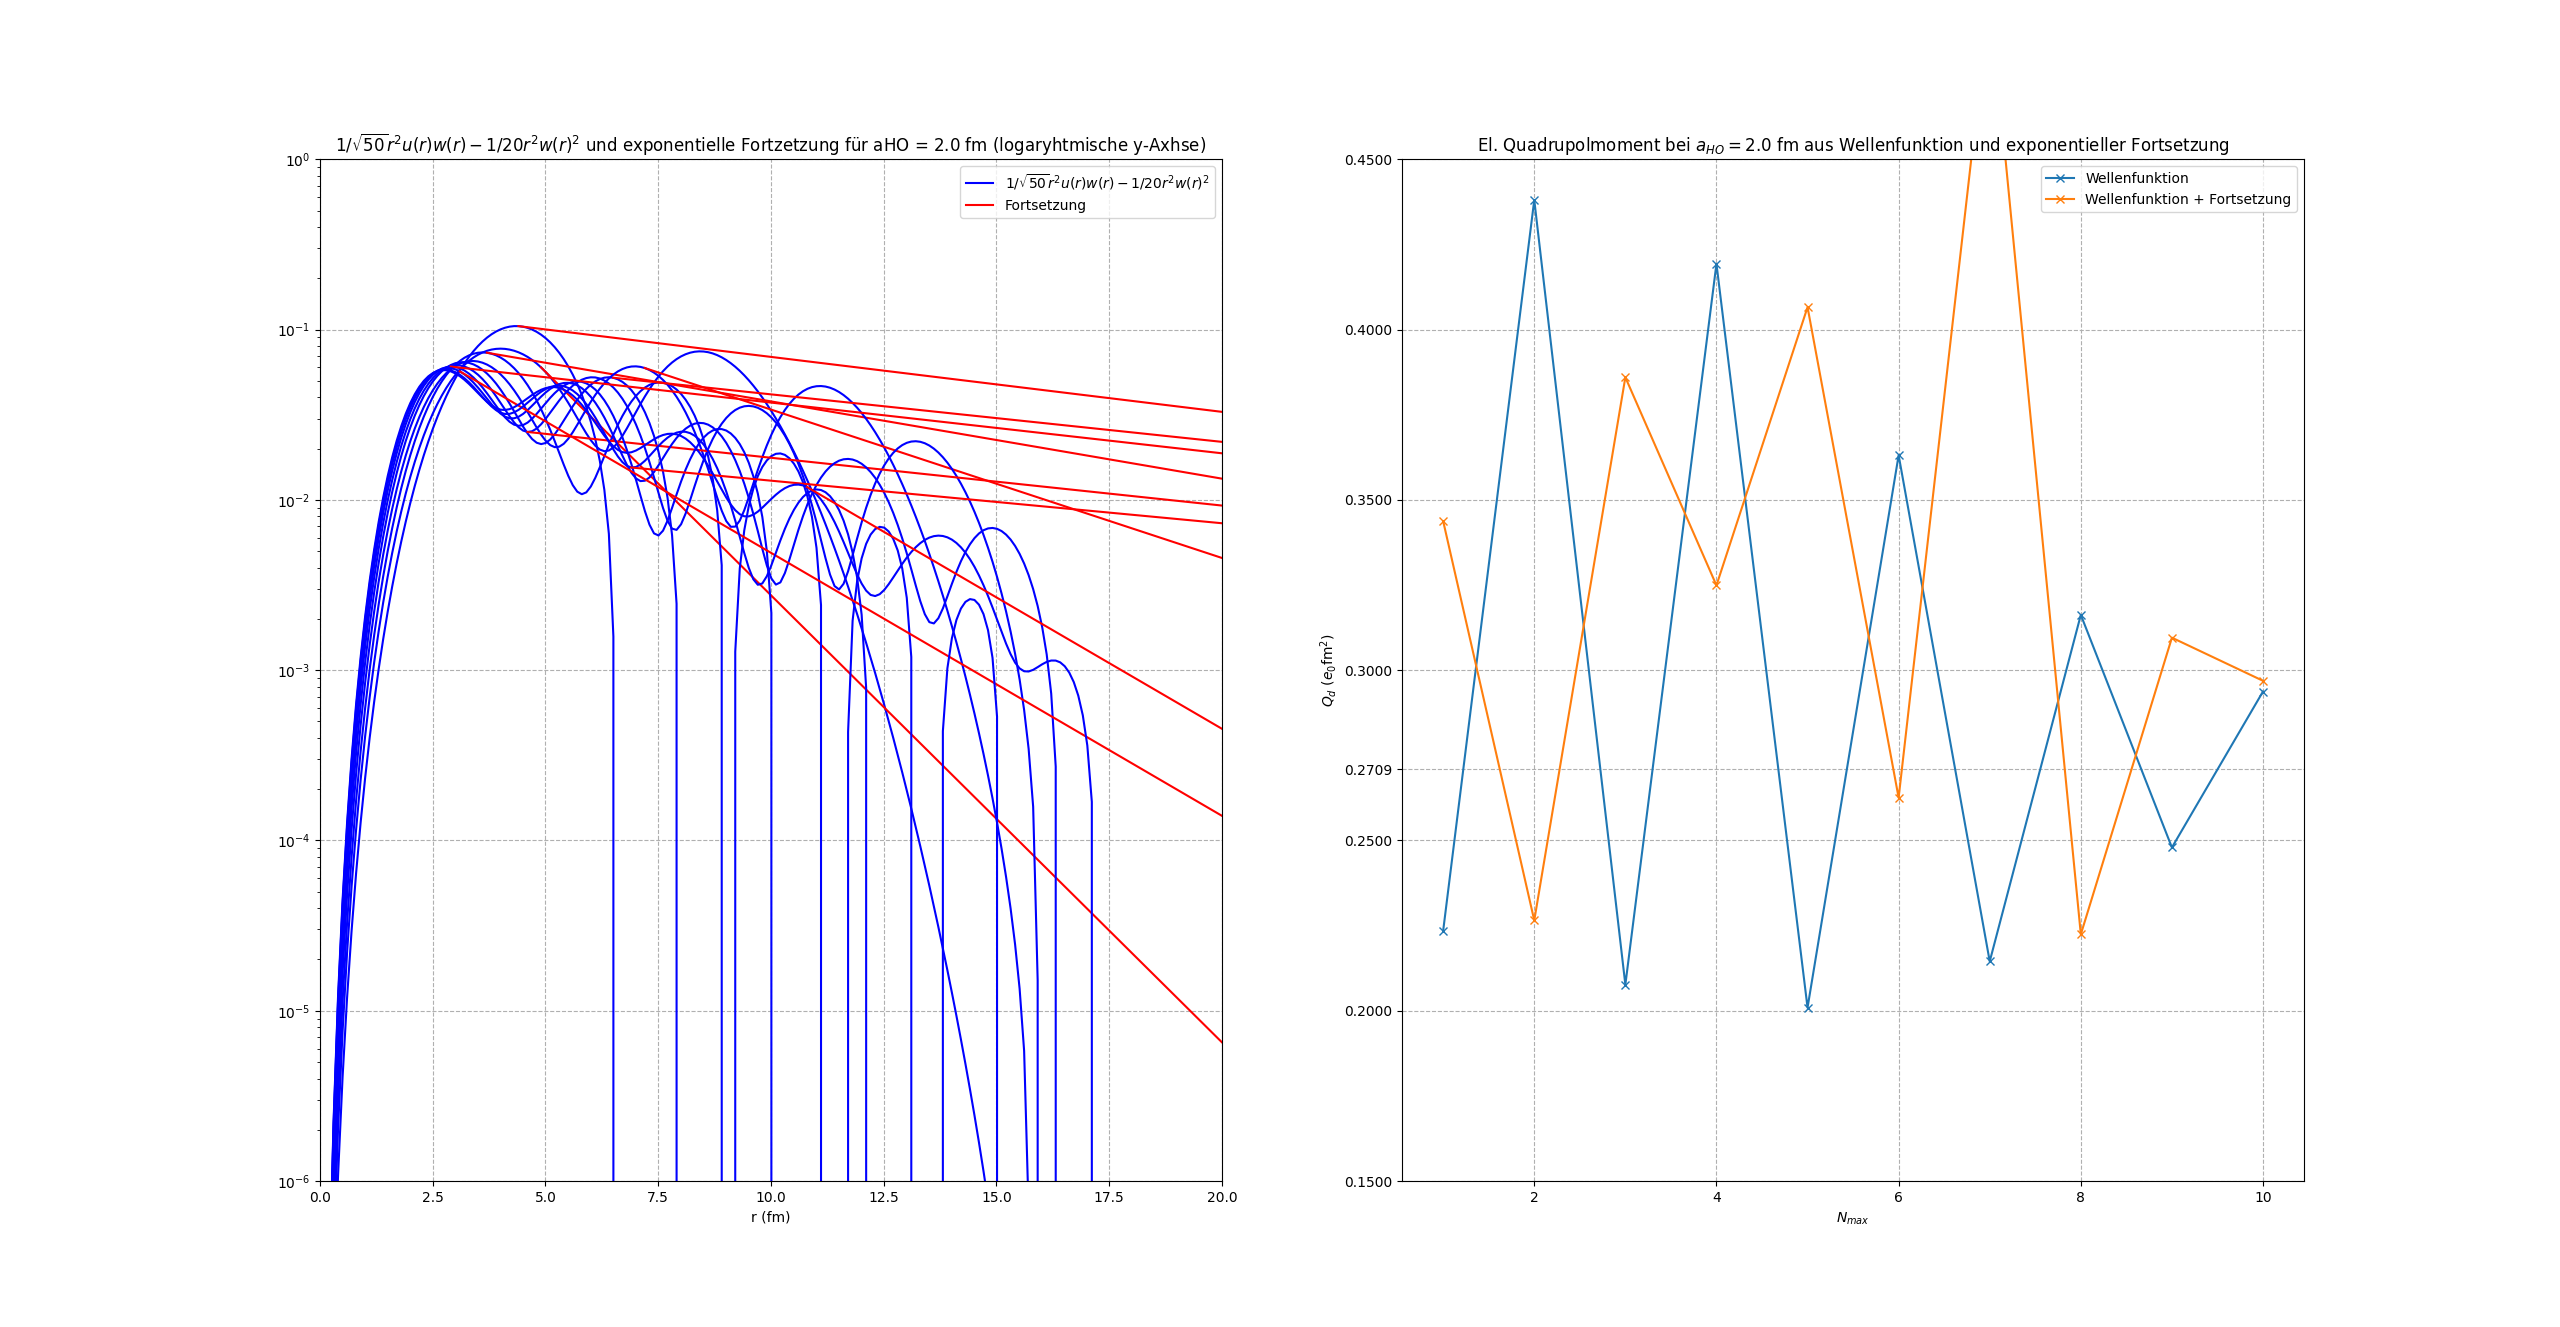 1/√50r²u(r)w(r) − 1/20r²w(r)² und exponentielle Fortzetzung für aHO = 2.0 fm (logaryhtmische y-Axhse)
1/√50r²u(r)w(r) − 1/20r²w(r)²
Fortsetzung
10⁰
10⁻¹
10⁻²
10⁻³
10⁻⁴
10⁻⁵
10⁻⁶
0.0 2.5 5.0 7.5 10.0 12.5 15.0 17.5 20.0
r (fm)
El. Quadrupolmoment bei a_HO = 2.0 fm aus Wellenfunktion und exponentieller Fortsetzung
Wellenfunktion
Wellenfunktion + Fortsetzung
0.4500
0.4000
0.3500
0.3000
0.2709
0.2500
0.2000
0.1500
Q_d (e₀fm²)
2 4 6 8 10
N_max